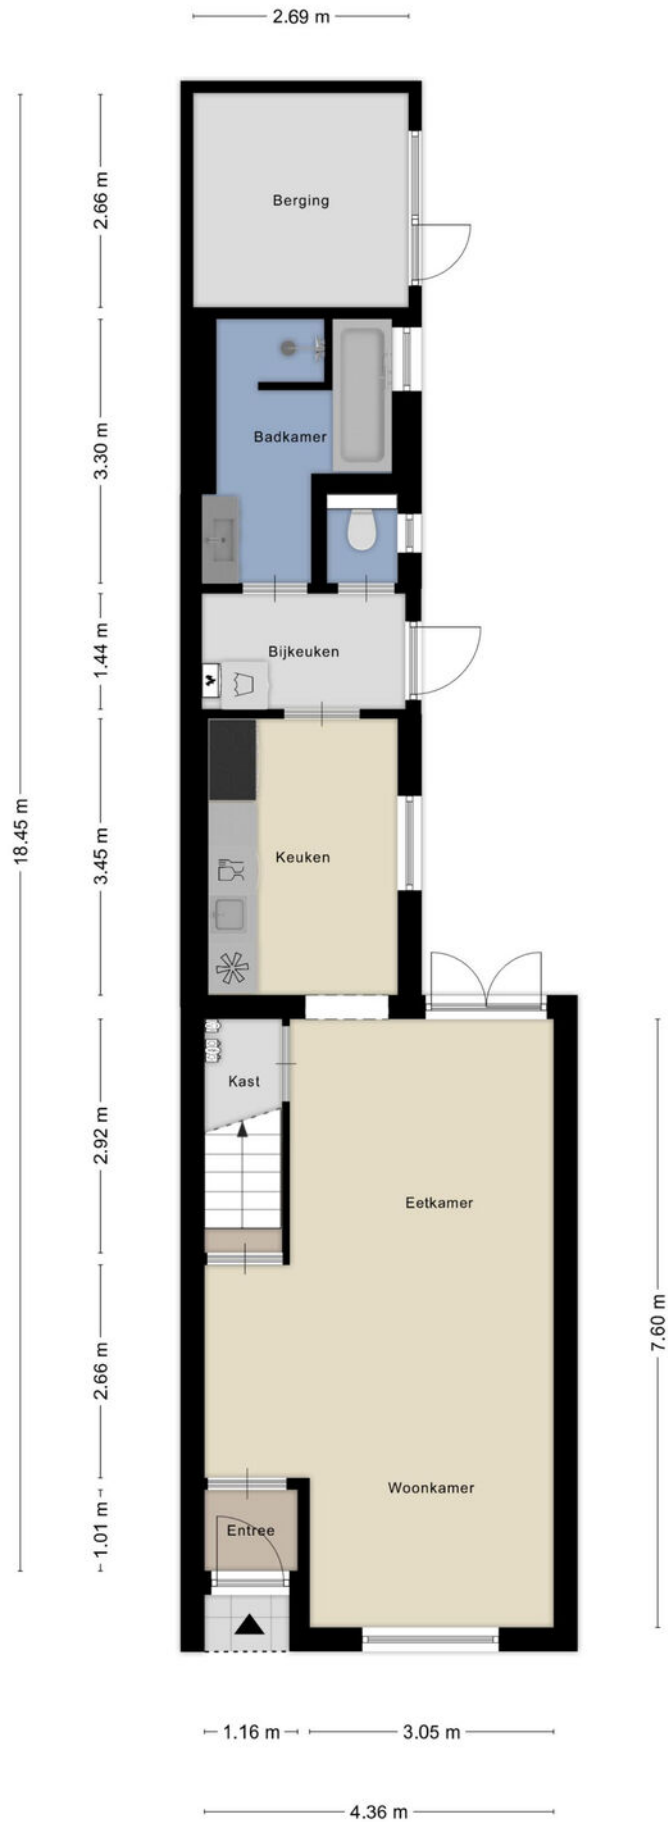 2.69 m
Berging
2.66 m
Badkamer
3.30 m
Bijkeuken
1.44 m
Keuken
3.45 m
18.45 m
Kast
2.92 m
Eetkamer
7.60 m
2.66 m
Woonkamer
Entree
1.01 m
1.16 m
3.05 m
4.36 m